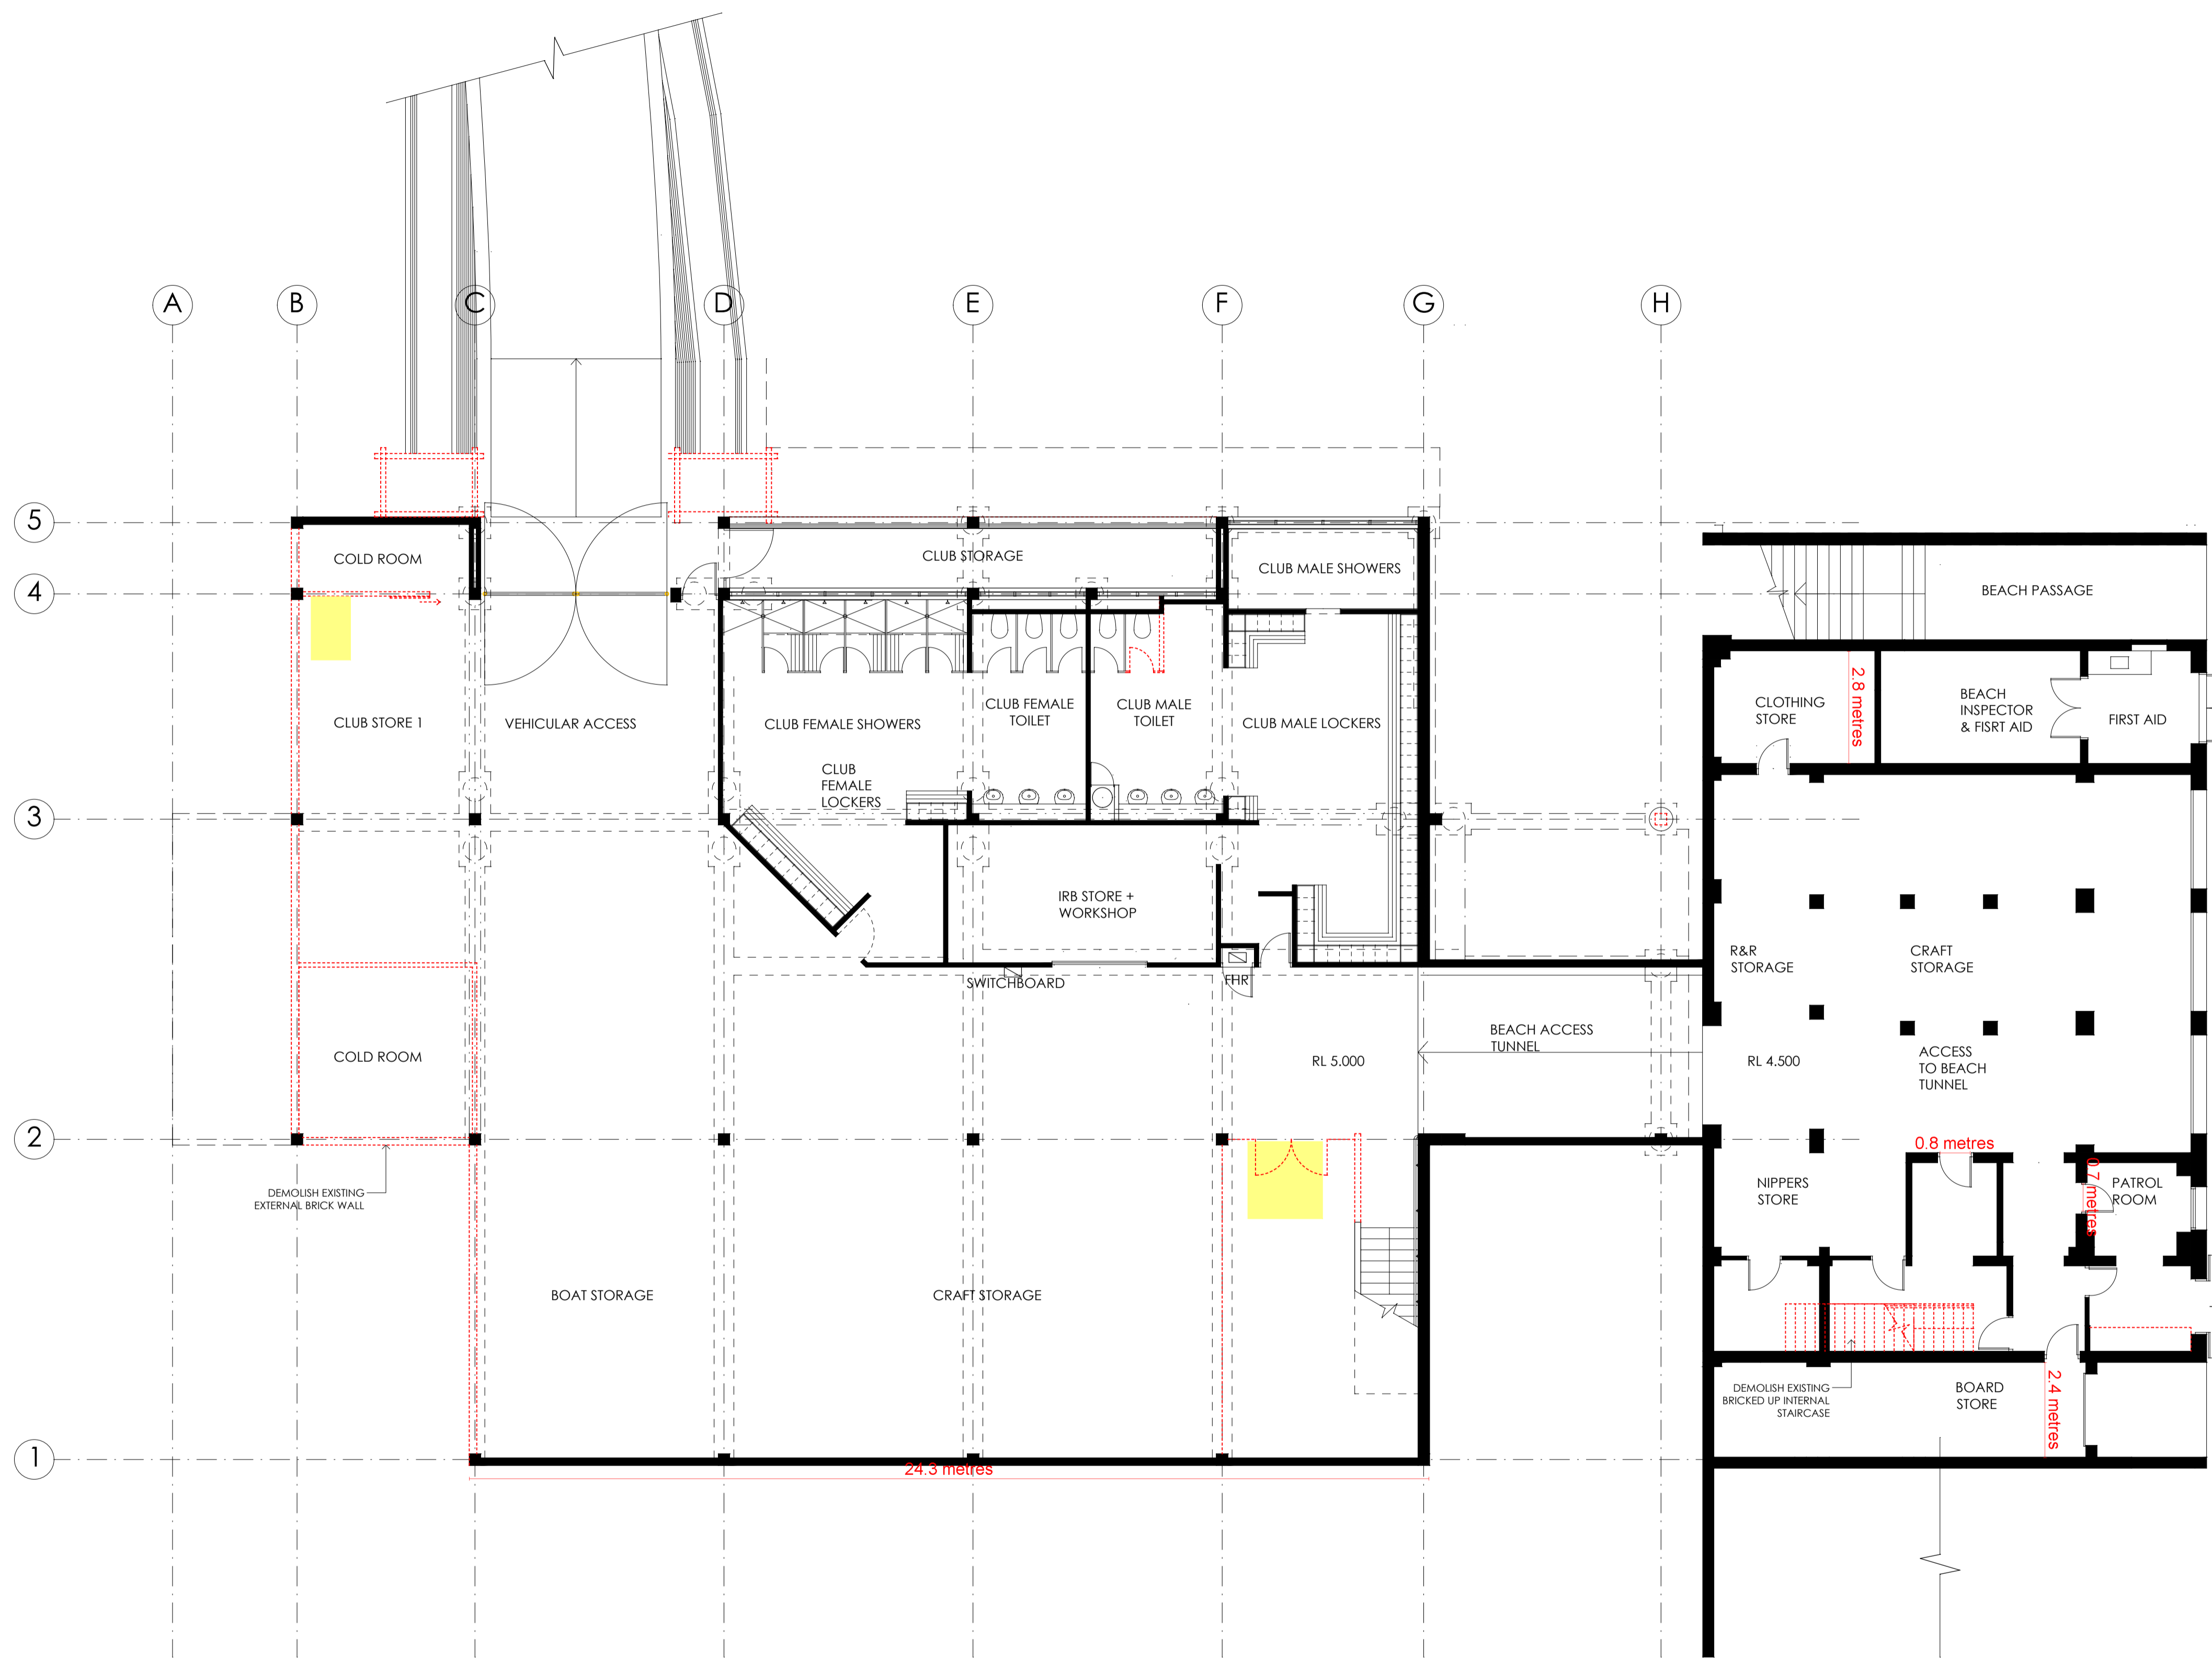 A
B
C
D
E
F
G
H
5
4
3
2
1
COLD ROOM
CLUB STORAGE
CLUB MALE SHOWERS
BEACH PASSAGE
CLUB STORE 1
VEHICULAR ACCESS
CLUB FEMALE SHOWERS
CLUB
FEMALE
LOCKERS
CLUB FEMALE
TOILET
CLUB MALE
TOILET
CLUB MALE LOCKERS
CLOTHING
STORE
2.8 metres
BEACH
INSPECTOR
& FISRT AID
FIRST AID
IRB STORE +
WORKSHOP
SWITCHBOARD
FHR
R&R
STORAGE
CRAFT
STORAGE
COLD ROOM
BEACH ACCESS
TUNNEL
RL 5.000
RL 4.500
ACCESS
TO BEACH
TUNNEL
0.8 metres
0.7 metres
DEMOLISH EXISTING
EXTERNAL BRICK WALL
NIPPERS
STORE
PATROL
ROOM
BOAT STORAGE
CRAFT STORAGE
DEMOLISH EXISTING
BRICKED UP INTERNAL
STAIRCASE
BOARD
STORE
2.4 metres
24.3 metres